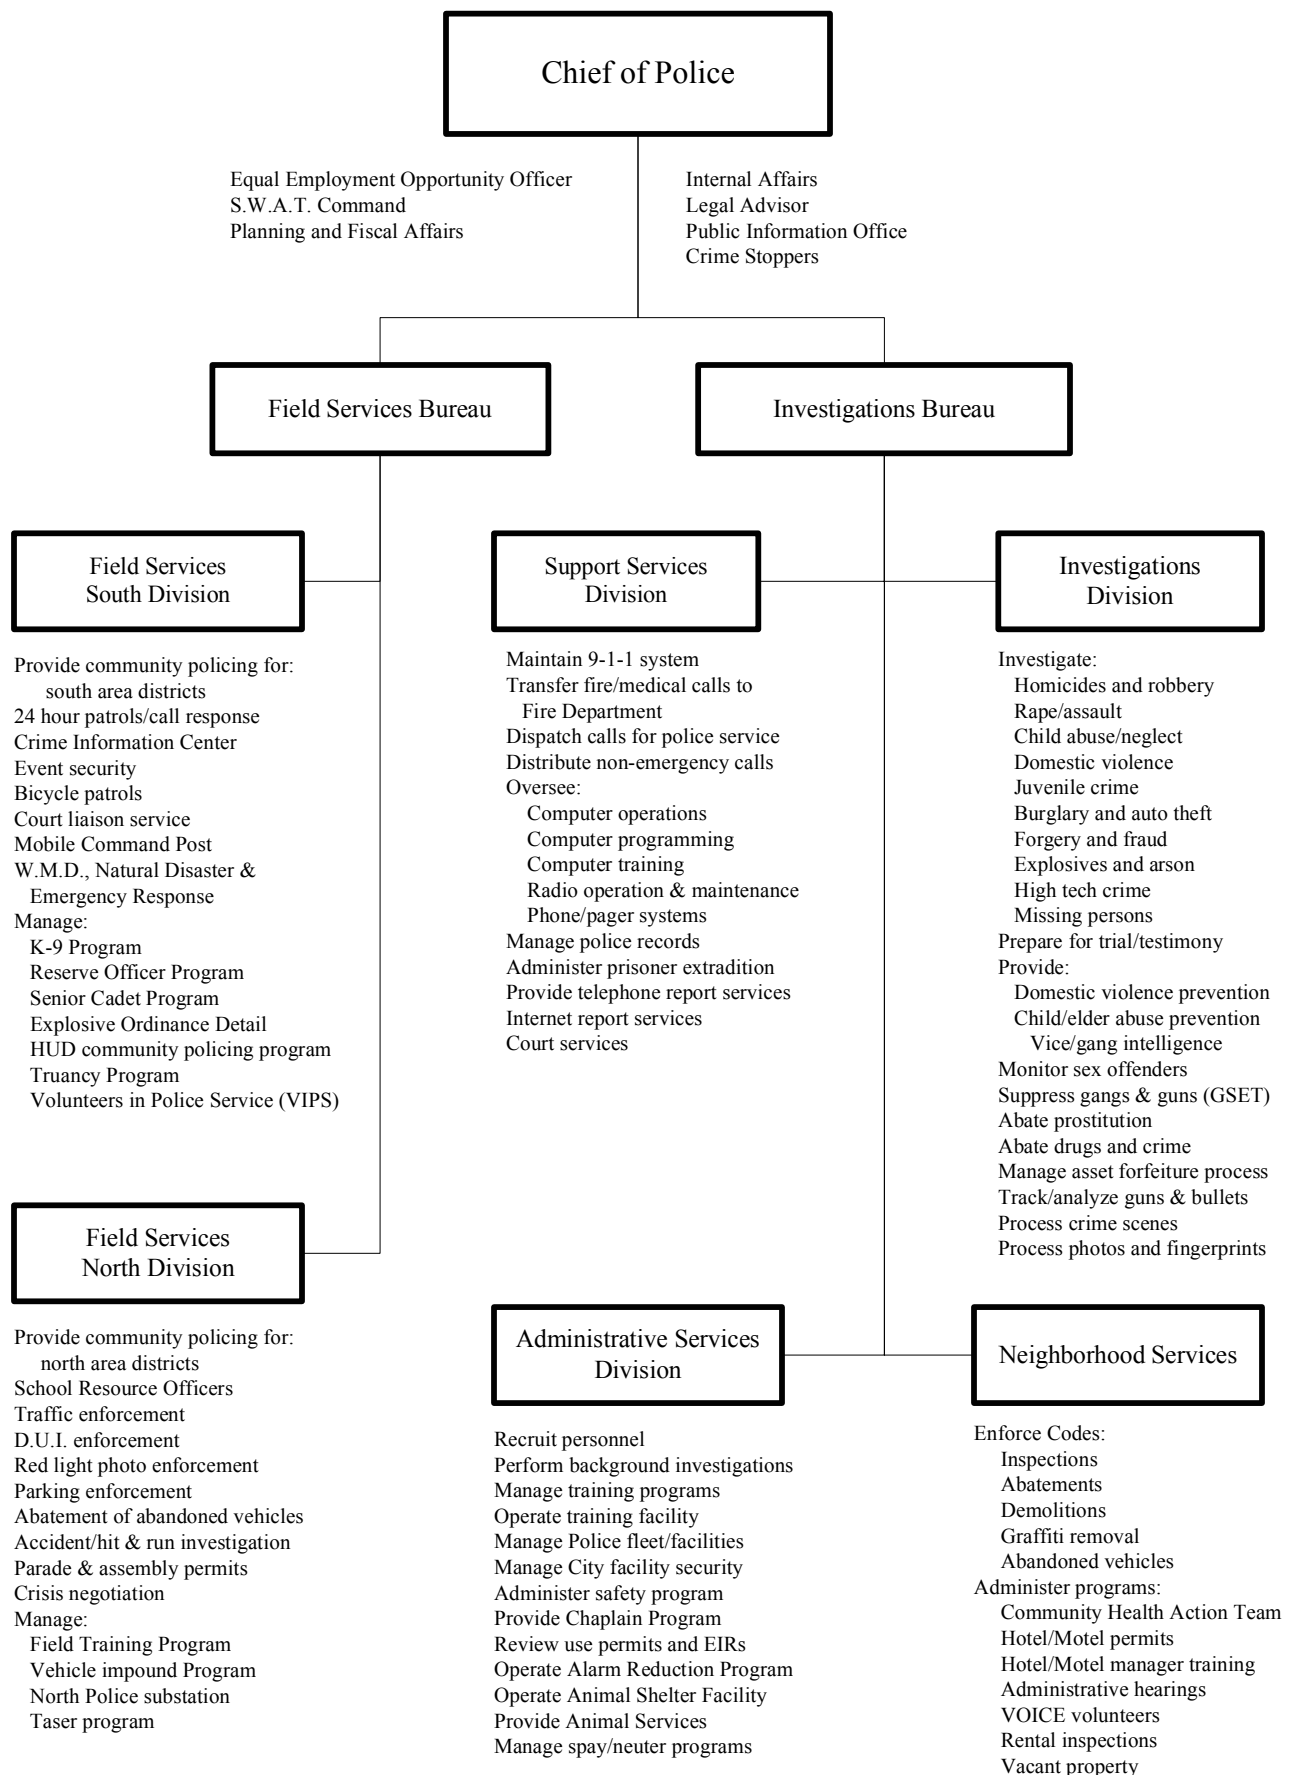 Chief of Police
Equal Employment Opportunity Officer
S.W.A.T. Command
Planning and Fiscal Affairs
Internal Affairs
Legal Advisor
Public Information Office
Crime Stoppers
Field Services Bureau
Investigations Bureau
Field Services
South Division
Provide community policing for:
south area districts
24 hour patrols/call response
Crime Information Center
Event security
Bicycle patrols
Court liaison service
Mobile Command Post
W.M.D., Natural Disaster &
Emergency Response
Manage:
K-9 Program
Reserve Officer Program
Senior Cadet Program
Explosive Ordinance Detail
HUD community policing program
Truancy Program
Volunteers in Police Service (VIPS)
Support Services
Division
Maintain 9-1-1 system
Transfer fire/medical calls to
Fire Department
Dispatch calls for police service
Distribute non-emergency calls
Oversee:
Computer operations
Computer programming
Computer training
Radio operation & maintenance
Phone/pager systems
Manage police records
Administer prisoner extradition
Provide telephone report services
Internet report services
Court services
Investigations
Division
Investigate:
Homicides and robbery
Rape/assault
Child abuse/neglect
Domestic violence
Juvenile crime
Burglary and auto theft
Forgery and fraud
Explosives and arson
High tech crime
Missing persons
Prepare for trial/testimony
Provide:
Domestic violence prevention
Child/elder abuse prevention
Vice/gang intelligence
Monitor sex offenders
Suppress gangs & guns (GSET)
Abate prostitution
Abate drugs and crime
Manage asset forfeiture process
Track/analyze guns & bullets
Process crime scenes
Process photos and fingerprints
Field Services
North Division
Provide community policing for:
north area districts
School Resource Officers
Traffic enforcement
D.U.I. enforcement
Red light photo enforcement
Parking enforcement
Abatement of abandoned vehicles
Accident/hit & run investigation
Parade & assembly permits
Crisis negotiation
Manage:
Field Training Program
Vehicle impound Program
North Police substation
Taser program
Administrative Services
Division
Recruit personnel
Perform background investigations
Manage training programs
Operate training facility
Manage Police fleet/facilities
Manage City facility security
Administer safety program
Provide Chaplain Program
Review use permits and EIRs
Operate Alarm Reduction Program
Operate Animal Shelter Facility
Provide Animal Services
Manage spay/neuter programs
Neighborhood Services
Enforce Codes:
Inspections
Abatements
Demolitions
Graffiti removal
Abandoned vehicles
Administer programs:
Community Health Action Team
Hotel/Motel permits
Hotel/Motel manager training
Administrative hearings
VOICE volunteers
Rental inspections
Vacant property